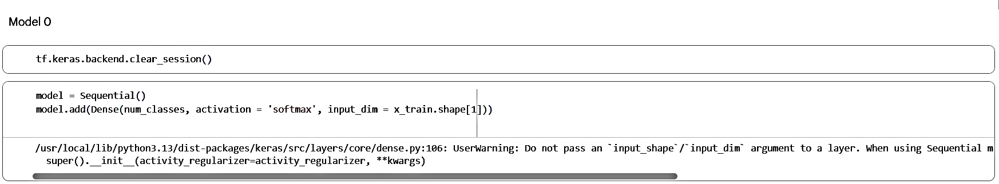 Model 0
tf.keras.backend.clear_session()
model = Sequential()
model.add(Dense(num_classes, activation = 'softmax', input_dim = x_train.shape[1]))
/usr/local/lib/python3.13/dist-packages/keras/src/layers/core/dense.py:106: UserWarning: Do not pass an `input_shape`/`input_dim` argument to a layer. When using Sequential m
super().__init__(activity_regularizer=activity_regularizer, **kwargs)